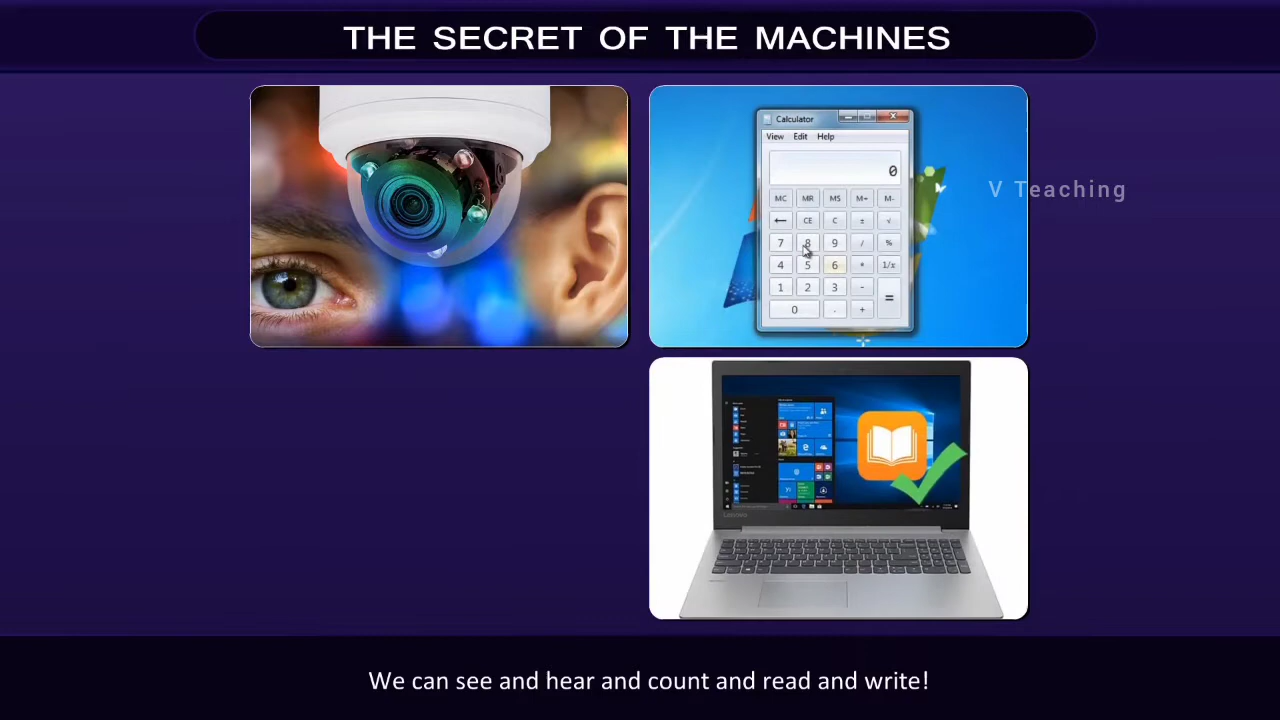 THE SECRET OF THE MACHINES
Calculator
View Edit Help
0
MC MR MS M+ M-
← CE C ± √
7 8 9 / %
4 5 6 * 1/x
1 2 3 - =
0 . +
V Teaching
Lenovo
We can see and hear and count and read and write!